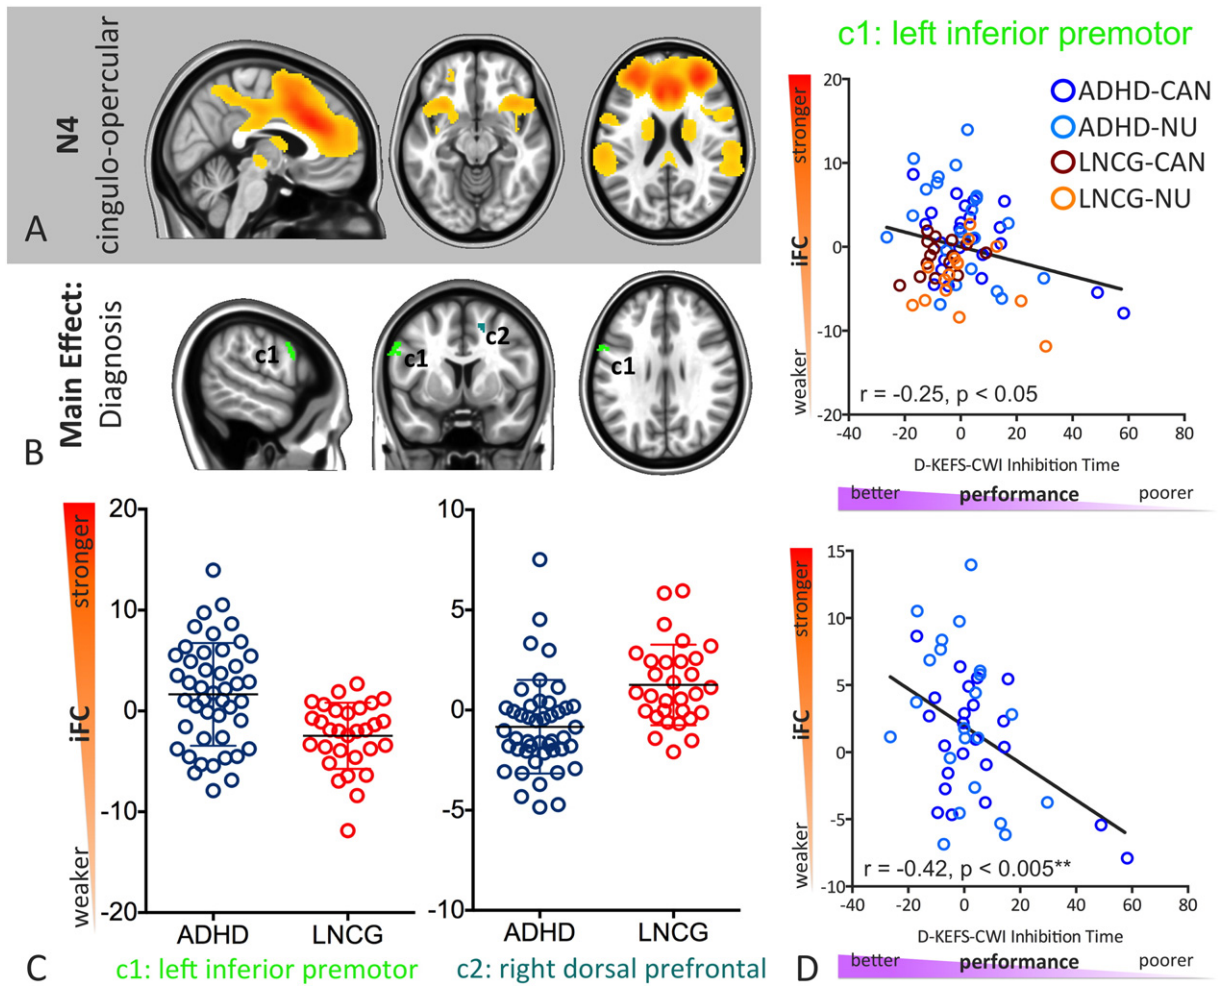 N4
cingulo-opercular
A
Main Effect:
Diagnosis
B
c1
c1
c2
c1
stronger
iFC
weaker
20
10
0
-10
-20
ADHD
LNCG
c1: left inferior premotor
10
5
0
-5
-10
ADHD
LNCG
c2: right dorsal prefrontal
C
c1: left inferior premotor
stronger
iFC
weaker
20
10
0
-10
-20
ADHD-CAN
ADHD-NU
LNCG-CAN
LNCG-NU
r = -0.25, p < 0.05
-40 -20 0 20 40 60 80
D-KEFS-CWI Inhibition Time
better performance poorer
stronger
iFC
weaker
15
10
5
0
-5
-10
r = -0.42, p < 0.005**
-40 -20 0 20 40 60 80
D-KEFS-CWI Inhibition Time
better performance poorer
D